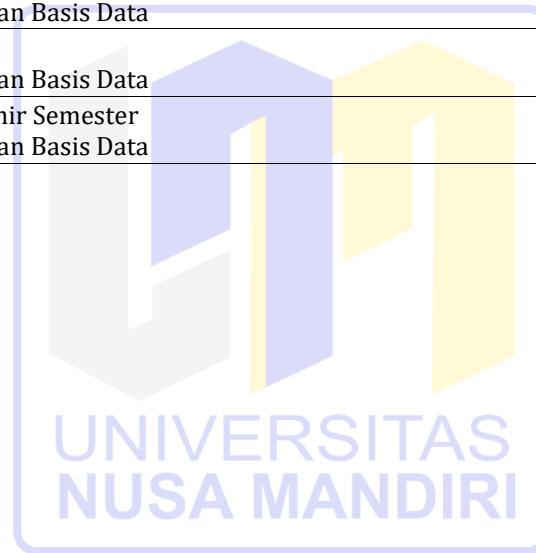 an Basis Data
an Basis Data
hir Semester
an Basis Data
UNIVERSITAS
NUSA MANDIRI